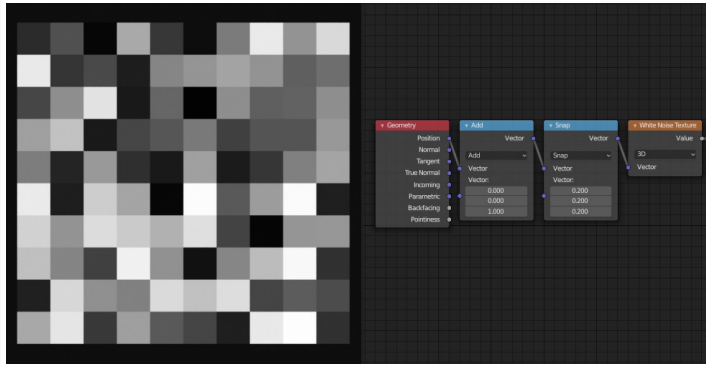 Geometry
Position
Normal
Tangent
True Normal
Incoming
Parametric
Backfacing
Pointiness
Add
Vector
Add
Vector
Vector:
0.000
0.000
1.000
Snap
Vector
Snap
Vector
Vector:
0.200
0.200
0.200
White Noise Texture
Value
3D
Vector